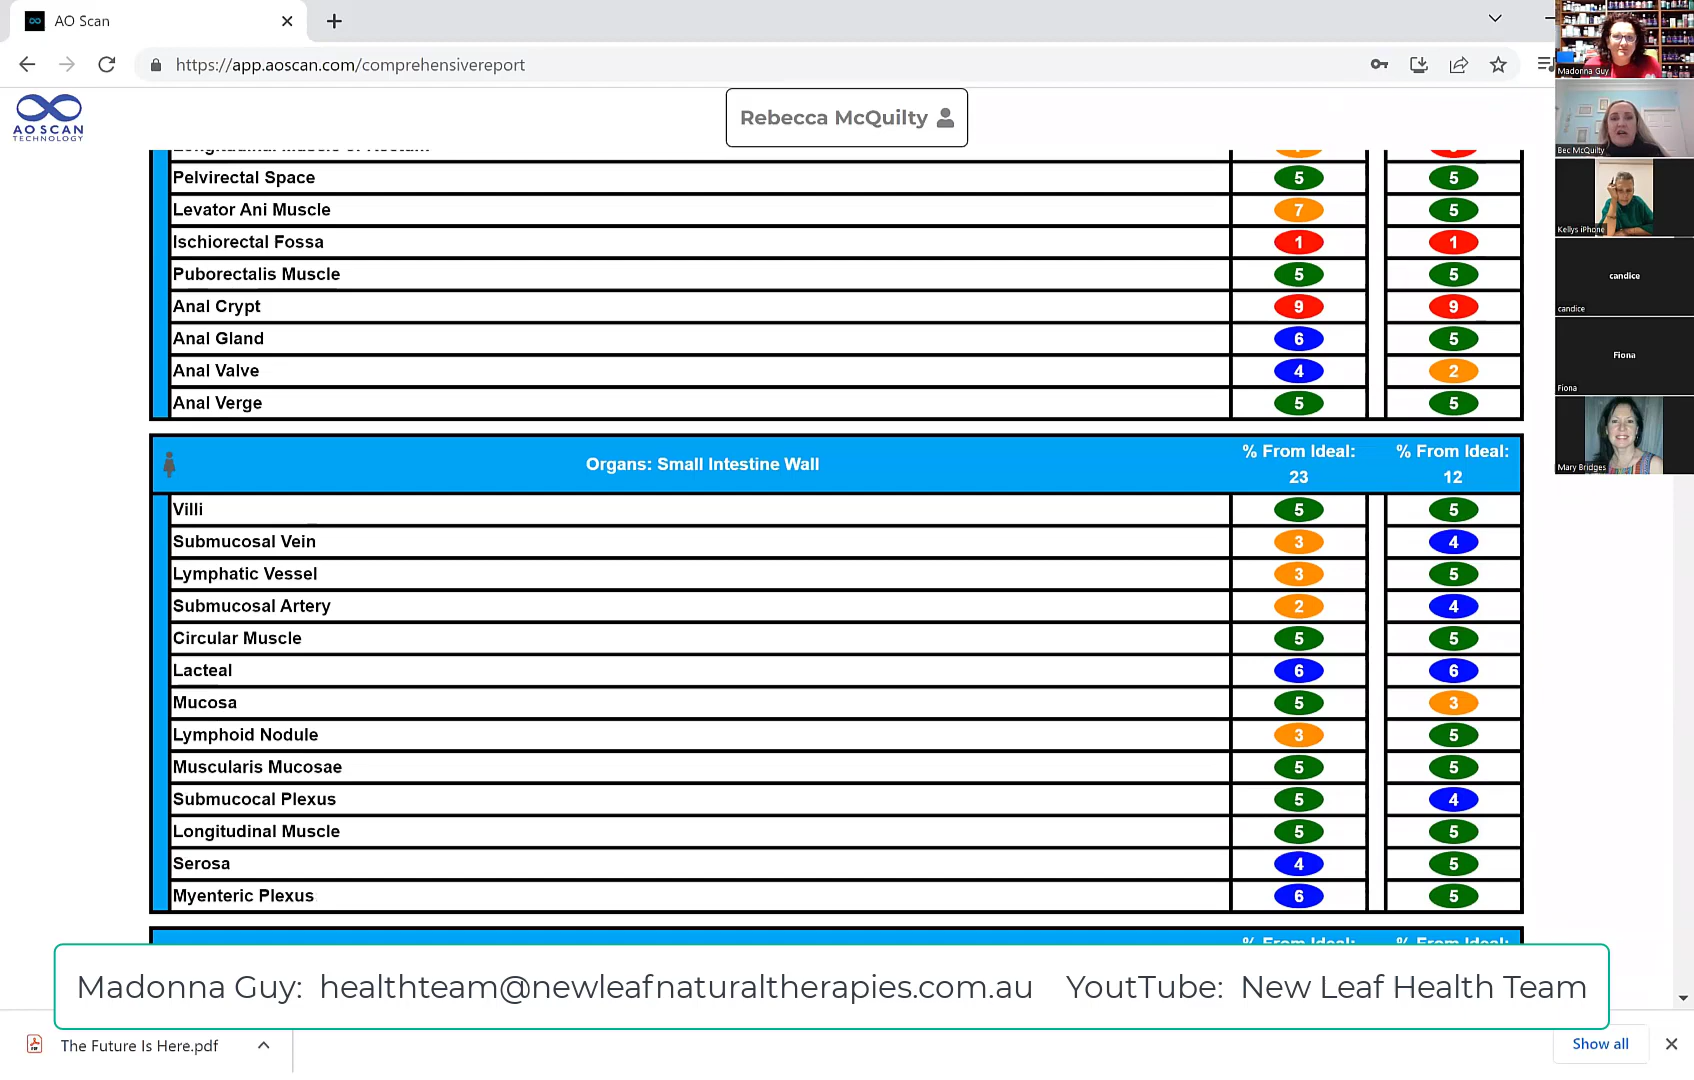 AO Scan
https://app.aoscan.com/comprehensivereport
AO SCAN
TECHNOLOGY
Rebecca McQuilty
Pelvirectal Space 5 5
Levator Ani Muscle 7 5
Ischiorectal Fossa 1 1
Puborectalis Muscle 5 5
Anal Crypt 9 9
Anal Gland 6 5
Anal Valve 4 2
Anal Verge 5 5
Organs: Small Intestine Wall % From Ideal: 23 % From Ideal: 12
Villi 5 5
Submucosal Vein 3 4
Lymphatic Vessel 3 5
Submucosal Artery 2 4
Circular Muscle 5 5
Lacteal 6 6
Mucosa 5 3
Lymphoid Nodule 3 5
Muscularis Mucosae 5 5
Submucocal Plexus 5 4
Longitudinal Muscle 5 5
Serosa 4 5
Myenteric Plexus 6 5
% From Ideal: % From Ideal:
Madonna Guy: healthteam@newleafnaturaltherapies.com.au YoutTube: New Leaf Health Team
The Future Is Here.pdf
Show all
Madonna Guy
Bec McQuilty
Kellys iPhone
candice
candice
Fiona
Fiona
Mary Bridges